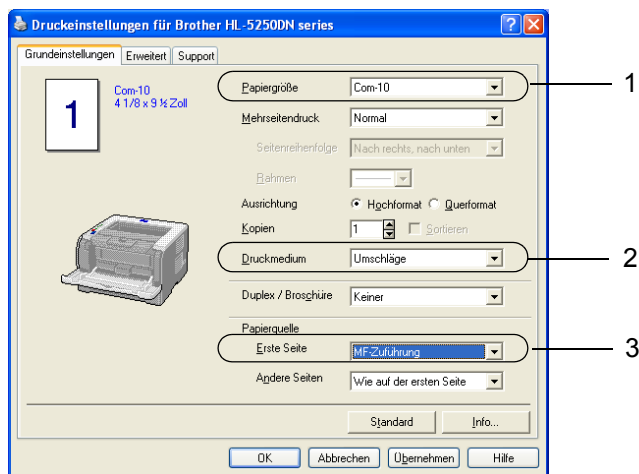 Druckeinstellungen für Brother HL-5250DN series
Grundeinstellungen Erweitert Support
1
Com-10
4 1/8 x 9 ½ Zoll
Papiergröße Com-10 1
Mehrseitendruck Normal
Seitenreihenfolge Nach rechts, nach unten
Rahmen
Ausrichtung Hochformat Querformat
Kopien 1 Sortieren
Druckmedium Umschläge 2
Duplex / Broschüre Keiner
Papierquelle
Erste Seite MF-Zuführung 3
Andere Seiten Wie auf der ersten Seite
Standard Info...
OK Abbrechen Übernehmen Hilfe